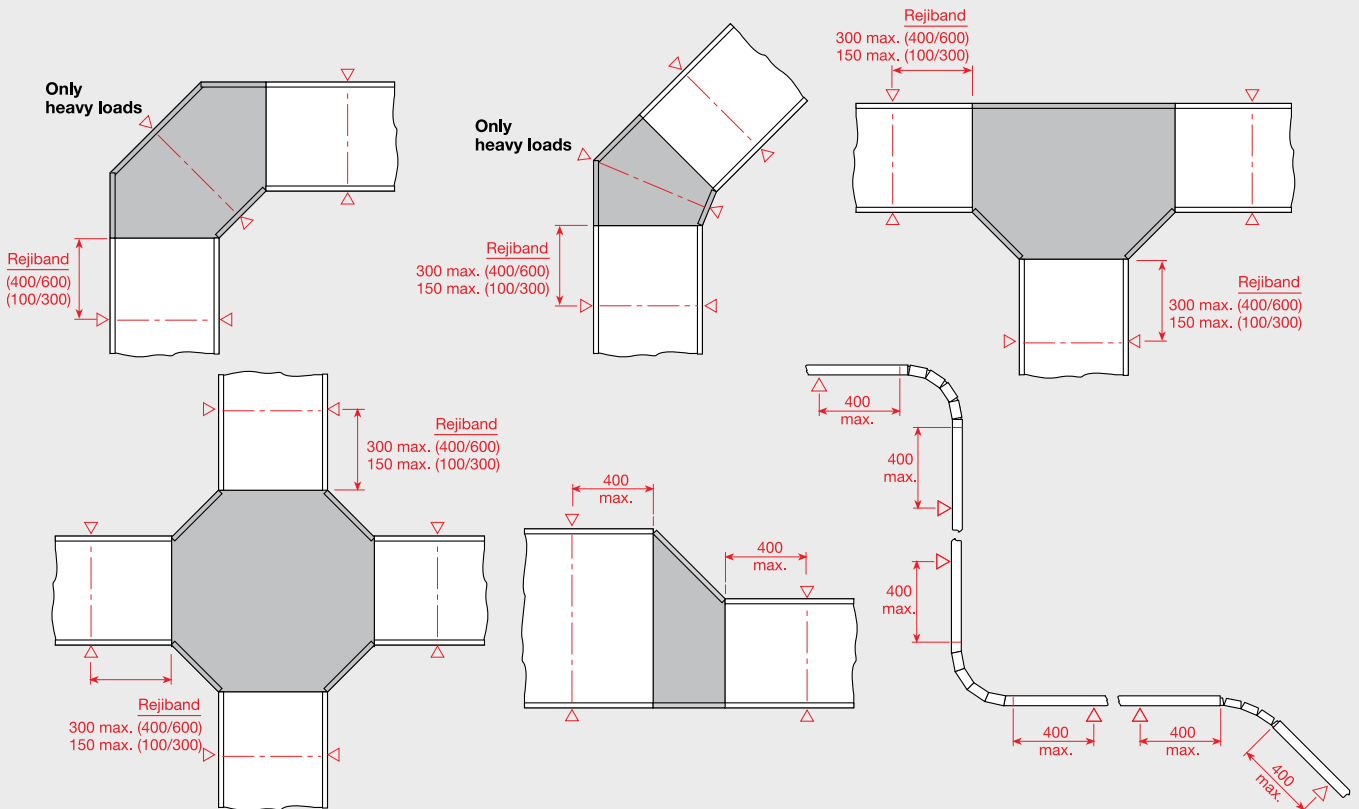 Only
heavy loads
Rejiband
(400/600)
(100/300)
Only
heavy loads
Rejiband
300 max. (400/600)
150 max. (100/300)
Rejiband
300 max. (400/600)
150 max. (100/300)
Rejiband
300 max. (400/600)
150 max. (100/300)
Rejiband
300 max. (400/600)
150 max. (100/300)
Rejiband
300 max. (400/600)
150 max. (100/300)
400
max.
400
max.
400
max.
400
max.
400
max.
400
max.
400
max.
400
max.